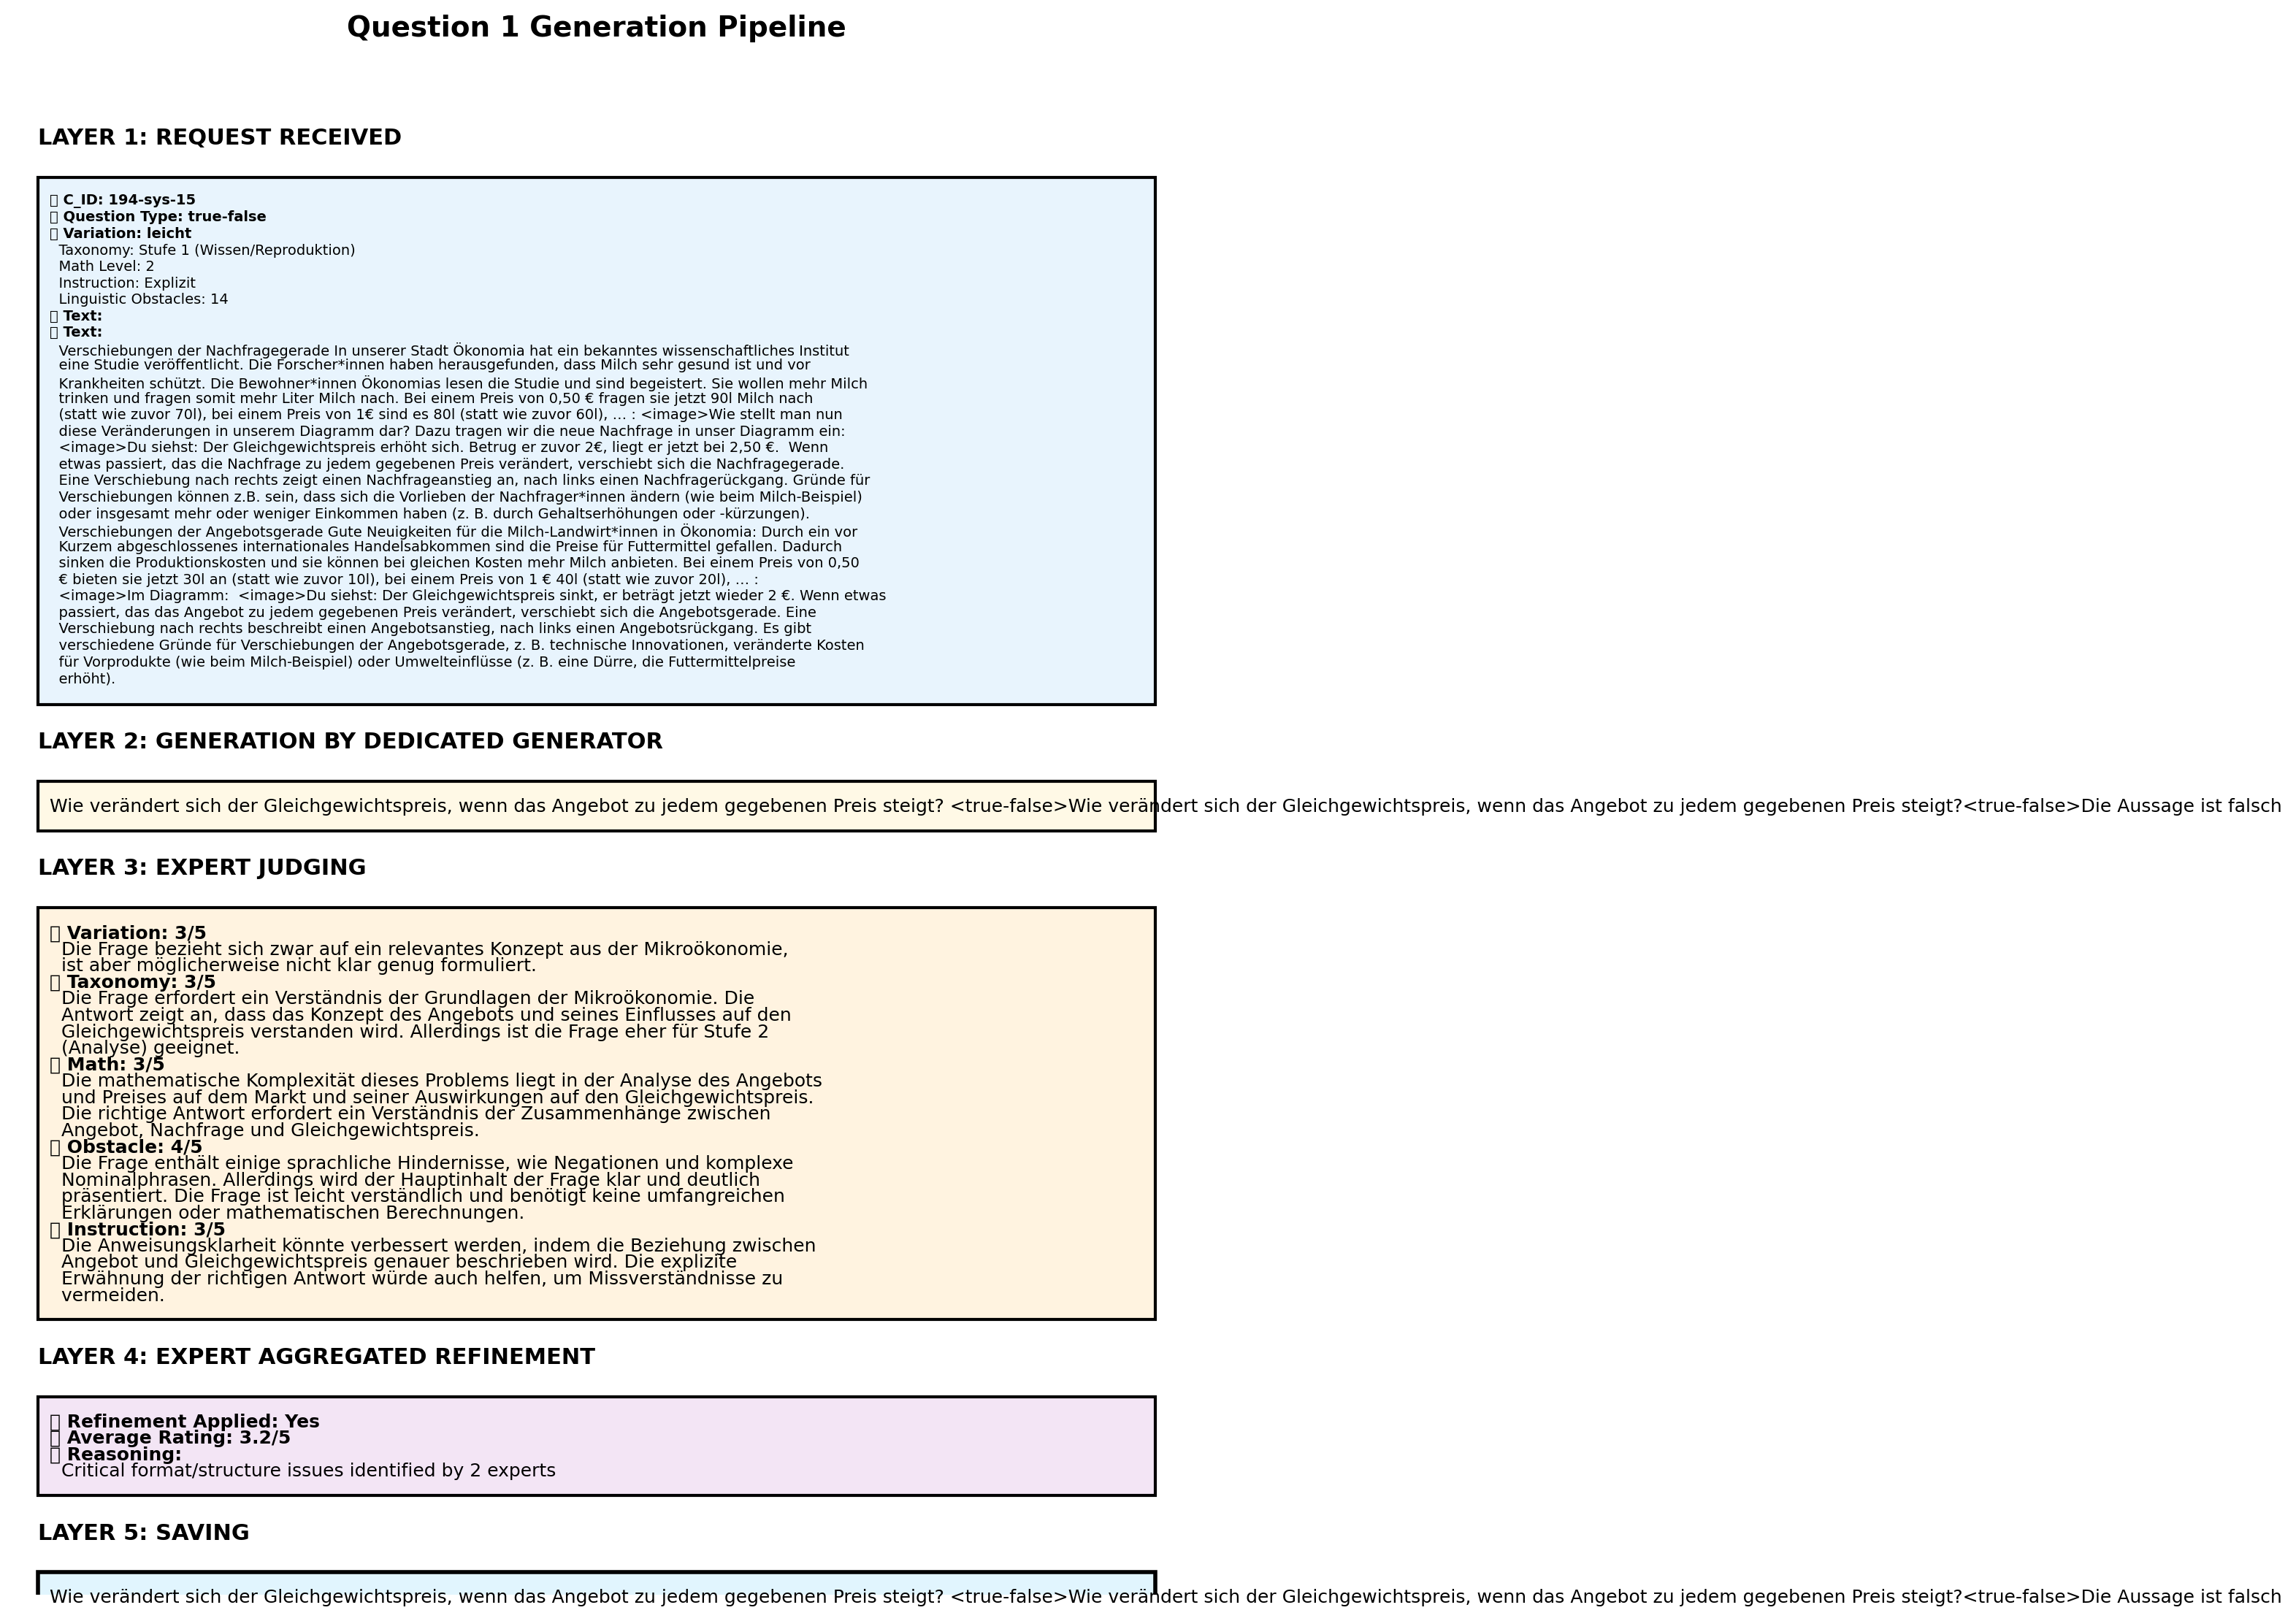 Question 1 Generation Pipeline
LAYER 1: REQUEST RECEIVED
C_ID: 194-sys-15
Question Type: true-false
Variation: leicht
Taxonomy: Stufe 1 (Wissen/Reproduktion)
Math Level: 2
Instruction: Explizit
Linguistic Obstacles: 14
Text:
Text:
Verschiebungen der Nachfragegerade In unserer Stadt Ökonomia hat ein bekanntes wissenschaftliches Institut
eine Studie veröffentlicht. Die Forscher*innen haben herausgefunden, dass Milch sehr gesund ist und vor
Krankheiten schützt. Die Bewohner*innen Ökonomias lesen die Studie und sind begeistert. Sie wollen mehr Milch
trinken und fragen somit mehr Liter Milch nach. Bei einem Preis von 0,50 € fragen sie jetzt 90l Milch nach
(statt wie zuvor 70l), bei einem Preis von 1€ sind es 80l (statt wie zuvor 60l), … : <image>Wie stellt man nun
diese Veränderungen in unserem Diagramm dar? Dazu tragen wir die neue Nachfrage in unser Diagramm ein:
<image>Du siehst: Der Gleichgewichtspreis erhöht sich. Betrug er zuvor 2€, liegt er jetzt bei 2,50 €.  Wenn
etwas passiert, das die Nachfrage zu jedem gegebenen Preis verändert, verschiebt sich die Nachfragegerade.
Eine Verschiebung nach rechts zeigt einen Nachfrageanstieg an, nach links einen Nachfragerückgang. Gründe für
Verschiebungen können z.B. sein, dass sich die Vorlieben der Nachfrager*innen ändern (wie beim Milch-Beispiel)
oder insgesamt mehr oder weniger Einkommen haben (z. B. durch Gehaltserhöhungen oder -kürzungen).
Verschiebungen der Angebotsgerade Gute Neuigkeiten für die Milch-Landwirt*innen in Ökonomia: Durch ein vor
Kurzem abgeschlossenes internationales Handelsabkommen sind die Preise für Futtermittel gefallen. Dadurch
sinken die Produktionskosten und sie können bei gleichen Kosten mehr Milch anbieten. Bei einem Preis von 0,50
€ bieten sie jetzt 30l an (statt wie zuvor 10l), bei einem Preis von 1 € 40l (statt wie zuvor 20l), … :
<image>Im Diagramm:  <image>Du siehst: Der Gleichgewichtspreis sinkt, er beträgt jetzt wieder 2 €. Wenn etwas
passiert, das das Angebot zu jedem gegebenen Preis verändert, verschiebt sich die Angebotsgerade. Eine
Verschiebung nach rechts beschreibt einen Angebotsanstieg, nach links einen Angebotsrückgang. Es gibt
verschiedene Gründe für Verschiebungen der Angebotsgerade, z. B. technische Innovationen, veränderte Kosten
für Vorprodukte (wie beim Milch-Beispiel) oder Umwelteinflüsse (z. B. eine Dürre, die Futtermittelpreise
erhöht).
LAYER 2: GENERATION BY DEDICATED GENERATOR
Wie verändert sich der Gleichgewichtspreis, wenn das Angebot zu jedem gegebenen Preis steigt? <true-false>Wie verändert sich der Gleichgewichtspreis, wenn das Angebot zu jedem gegebenen Preis steigt?<true-false>Die Aussage ist falsch
LAYER 3: EXPERT JUDGING
Variation: 3/5
Die Frage bezieht sich zwar auf ein relevantes Konzept aus der Mikroökonomie,
ist aber möglicherweise nicht klar genug formuliert.
Taxonomy: 3/5
Die Frage erfordert ein Verständnis der Grundlagen der Mikroökonomie. Die
Antwort zeigt an, dass das Konzept des Angebots und seines Einflusses auf den
Gleichgewichtspreis verstanden wird. Allerdings ist die Frage eher für Stufe 2
(Analyse) geeignet.
Math: 3/5
Die mathematische Komplexität dieses Problems liegt in der Analyse des Angebots
und Preises auf dem Markt und seiner Auswirkungen auf den Gleichgewichtspreis.
Die richtige Antwort erfordert ein Verständnis der Zusammenhänge zwischen
Angebot, Nachfrage und Gleichgewichtspreis.
Obstacle: 4/5
Die Frage enthält einige sprachliche Hindernisse, wie Negationen und komplexe
Nominalphrasen. Allerdings wird der Hauptinhalt der Frage klar und deutlich
präsentiert. Die Frage ist leicht verständlich und benötigt keine umfangreichen
Erklärungen oder mathematischen Berechnungen.
Instruction: 3/5
Die Anweisungsklarheit könnte verbessert werden, indem die Beziehung zwischen
Angebot und Gleichgewichtspreis genauer beschrieben wird. Die explizite
Erwähnung der richtigen Antwort würde auch helfen, um Missverständnisse zu
vermeiden.
LAYER 4: EXPERT AGGREGATED REFINEMENT
Refinement Applied: Yes
Average Rating: 3.2/5
Reasoning:
Critical format/structure issues identified by 2 experts
LAYER 5: SAVING
Wie verändert sich der Gleichgewichtspreis, wenn das Angebot zu jedem gegebenen Preis steigt? <true-false>Wie verändert sich der Gleichgewichtspreis, wenn das Angebot zu jedem gegebenen Preis steigt?<true-false>Die Aussage ist falsch